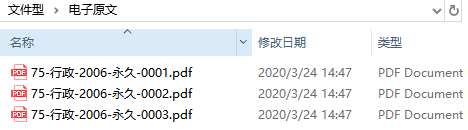 文件型 > 电子原文
名称 修改日期 类型
PDF 75-行政-2006-永久-0001.pdf 2020/3/24 14:47 PDF Document
PDF 75-行政-2006-永久-0002.pdf 2020/3/24 14:47 PDF Document
PDF 75-行政-2006-永久-0003.pdf 2020/3/24 14:47 PDF Document